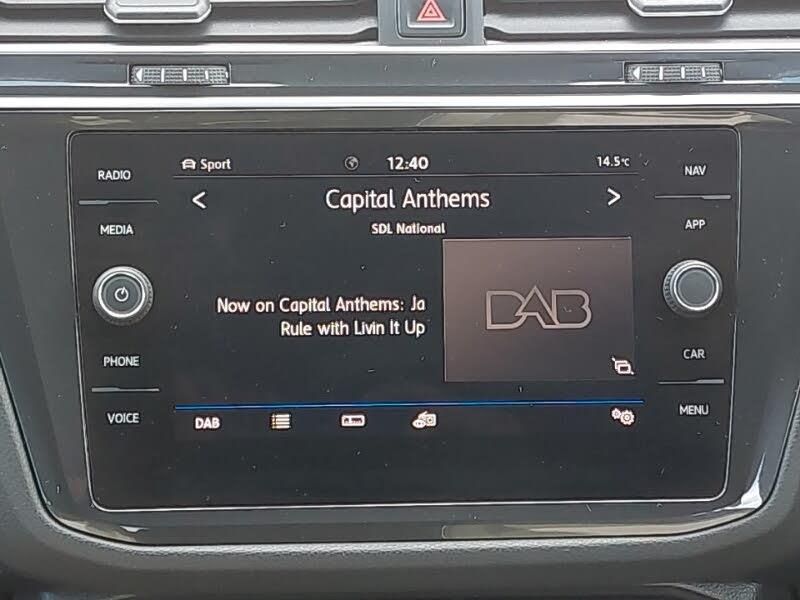 Sport 12:40 14.5°C
RADIO NAV
< Capital Anthems >
MEDIA SDL National APP
Now on Capital Anthems: Ja
Rule with Livin It Up
DAB
PHONE CAR
VOICE DAB MENU